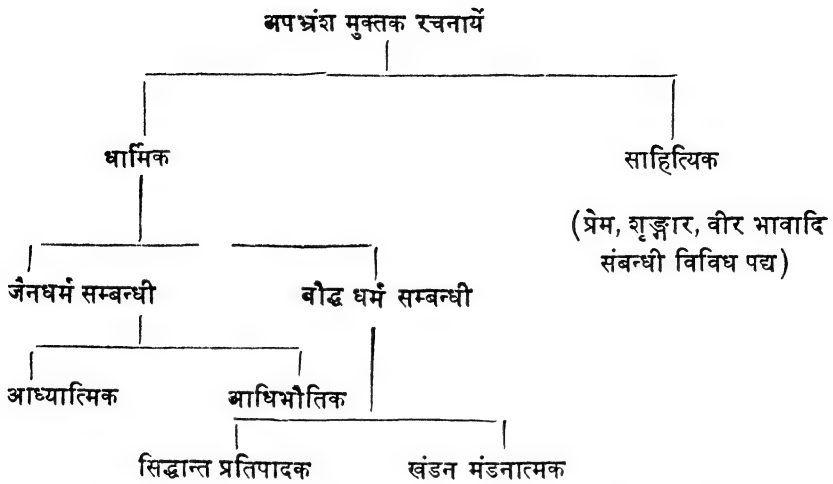 अपभ्रंश मुक्तक रचनायें
धार्मिक
साहित्यिक
(प्रेम, शृङ्गार, वीर भावादि
संबन्धी विविध पद्य)
जैनधर्म सम्बन्धी
बौद्ध धर्म सम्बन्धी
आध्यात्मिक
आधिभौतिक
सिद्धान्त प्रतिपादक
खंडन मंडनात्मक